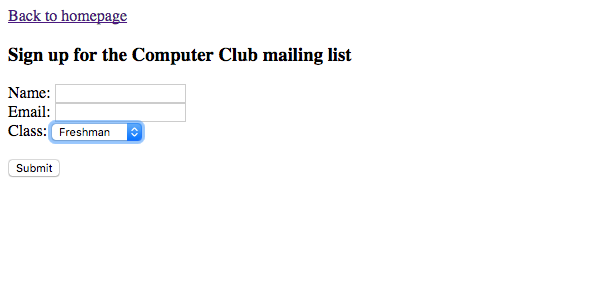 Back to homepage
Sign up for the Computer Club mailing list
Name:
Email:
Class: Freshman
Submit